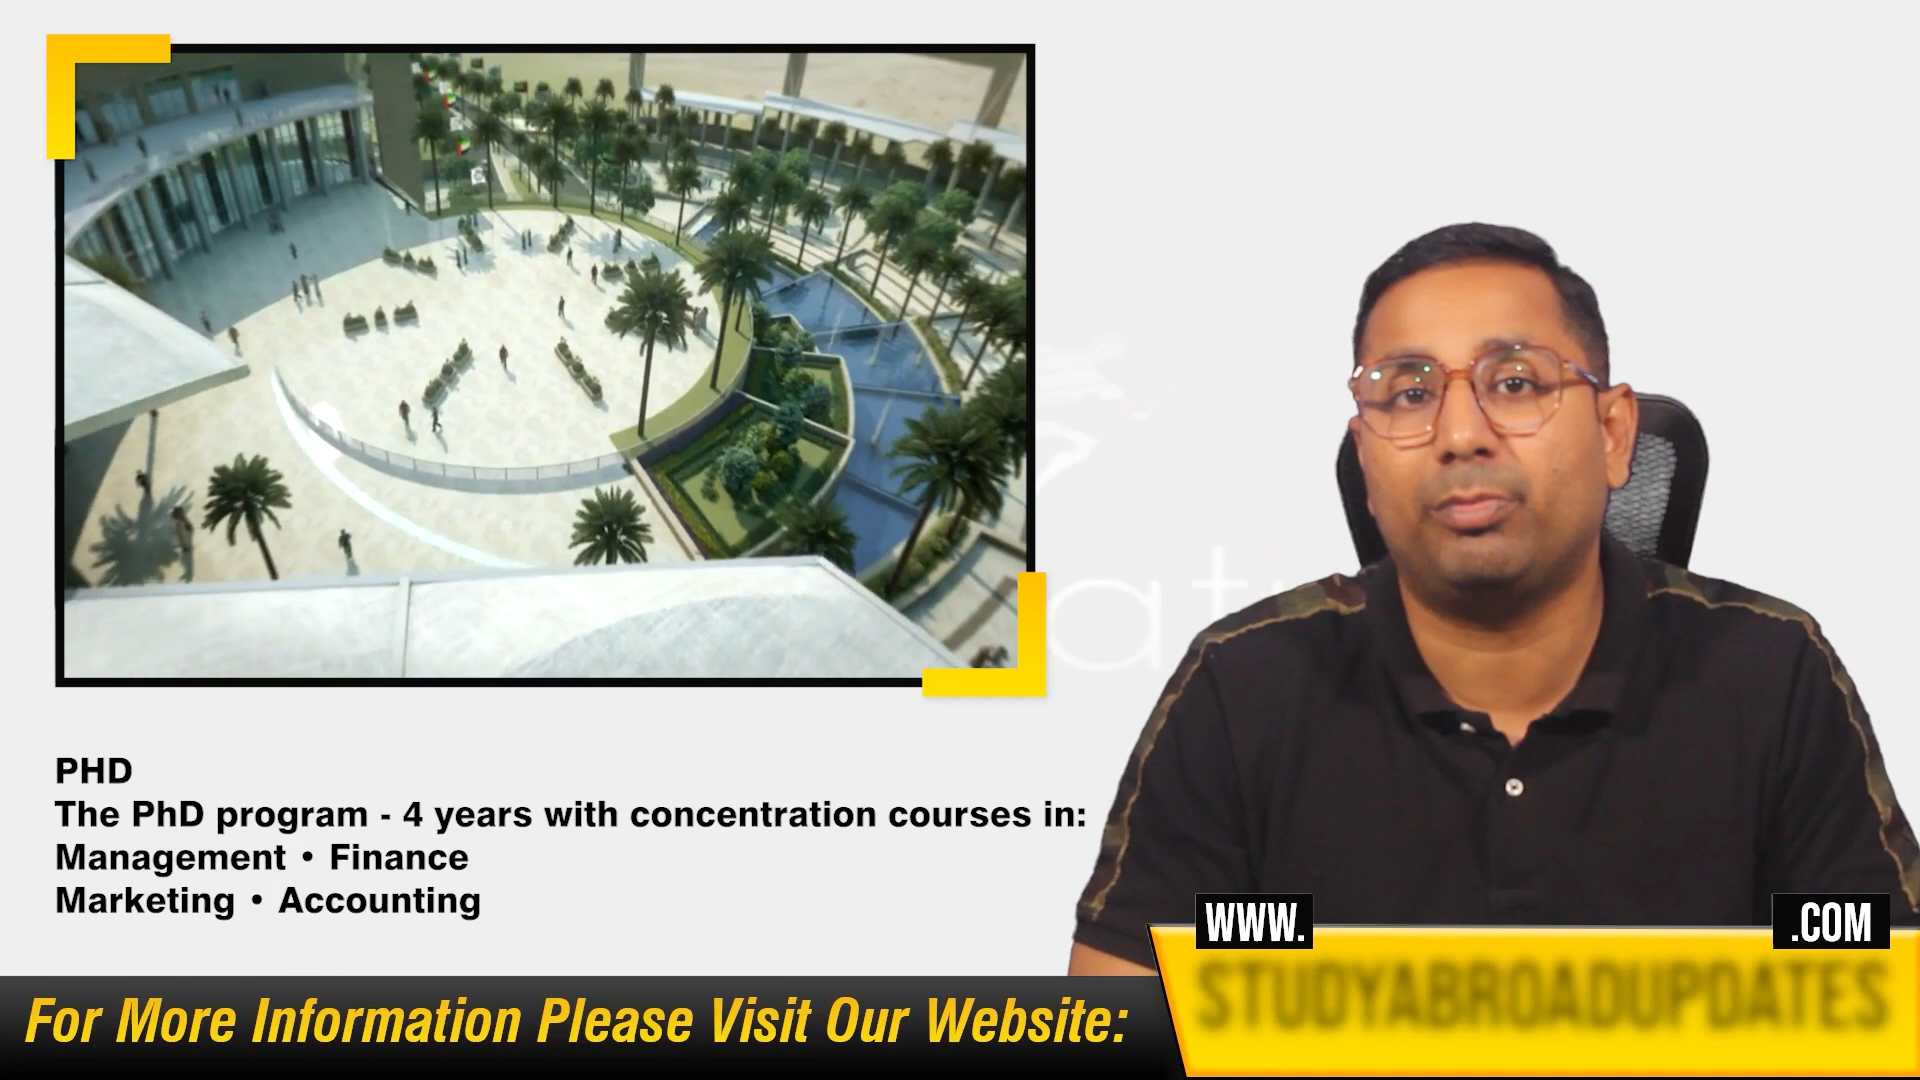 PHD
The PhD program - 4 years with concentration courses in:
Management • Finance
Marketing • Accounting
WWW. .COM
STUDYABROADUPDATES
For More Information Please Visit Our Website: